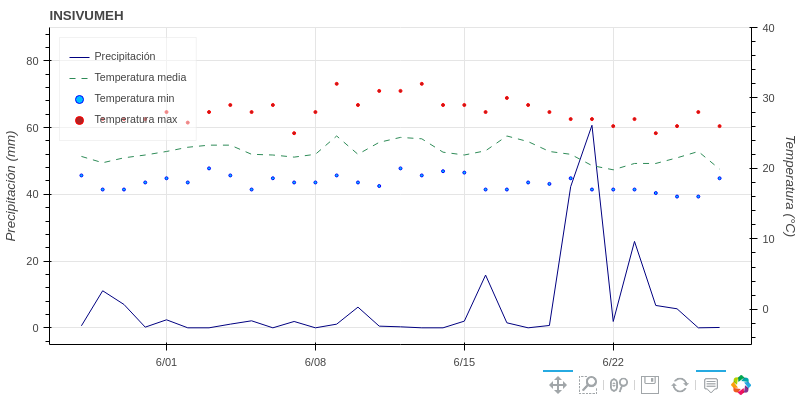 INSIVUMEH
Precipitación
Temperatura media
Temperatura min
Temperatura max
Precipitación (mm)
80
60
40
20
0
Temperatura (°C)
40
30
20
10
0
6/01
6/08
6/15
6/22